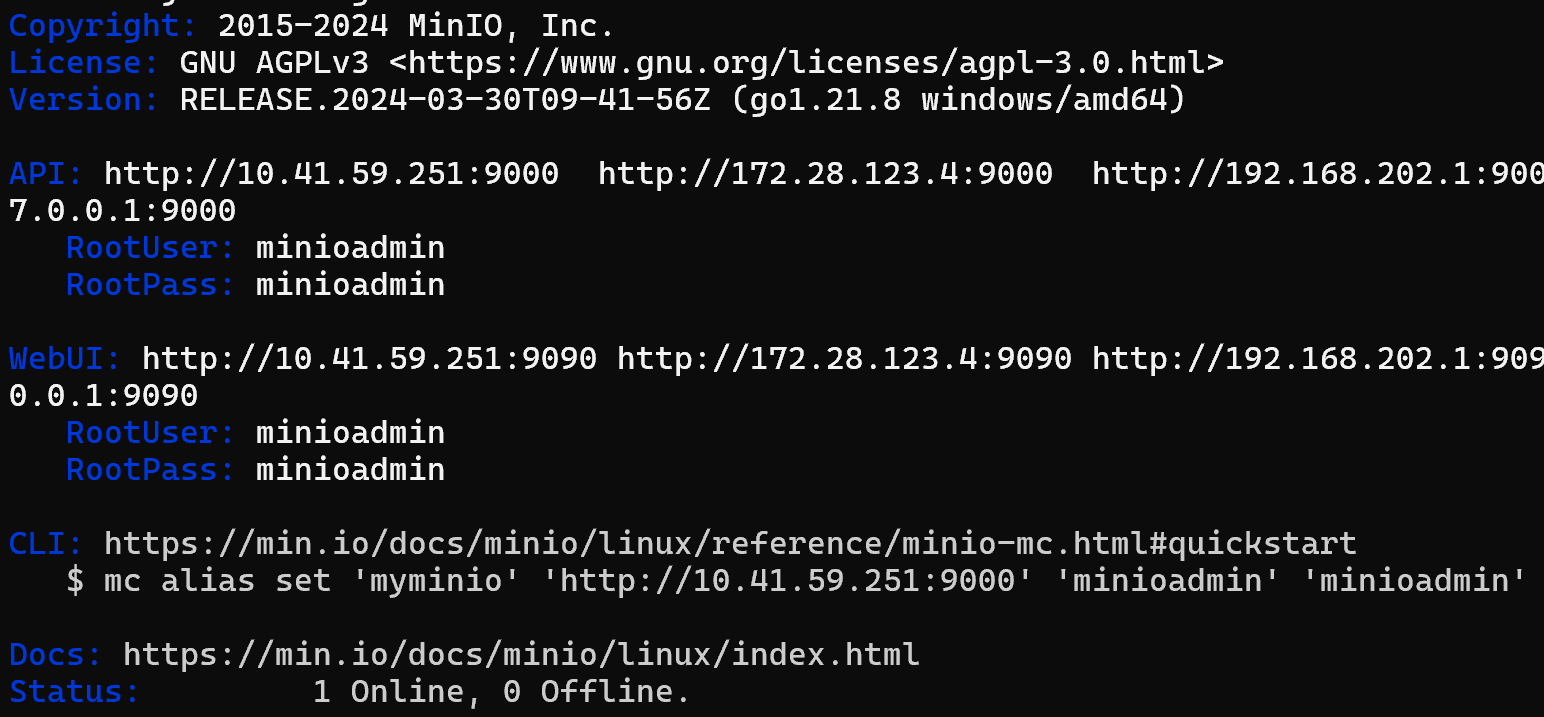 Copyright: 2015-2024 MinIO, Inc.
License: GNU AGPLv3 <https://www.gnu.org/licenses/agpl-3.0.html>
Version: RELEASE.2024-03-30T09-41-56Z (go1.21.8 windows/amd64)
API: http://10.41.59.251:9000  http://172.28.123.4:9000  http://192.168.202.1:900
7.0.0.1:9000
   RootUser: minioadmin
   RootPass: minioadmin
WebUI: http://10.41.59.251:9090 http://172.28.123.4:9090 http://192.168.202.1:909
0.0.1:9090
   RootUser: minioadmin
   RootPass: minioadmin
CLI: https://min.io/docs/minio/linux/reference/minio-mc.html#quickstart
   $ mc alias set 'myminio' 'http://10.41.59.251:9000' 'minioadmin' 'minioadmin'
Docs: https://min.io/docs/minio/linux/index.html
Status:         1 Online, 0 Offline.